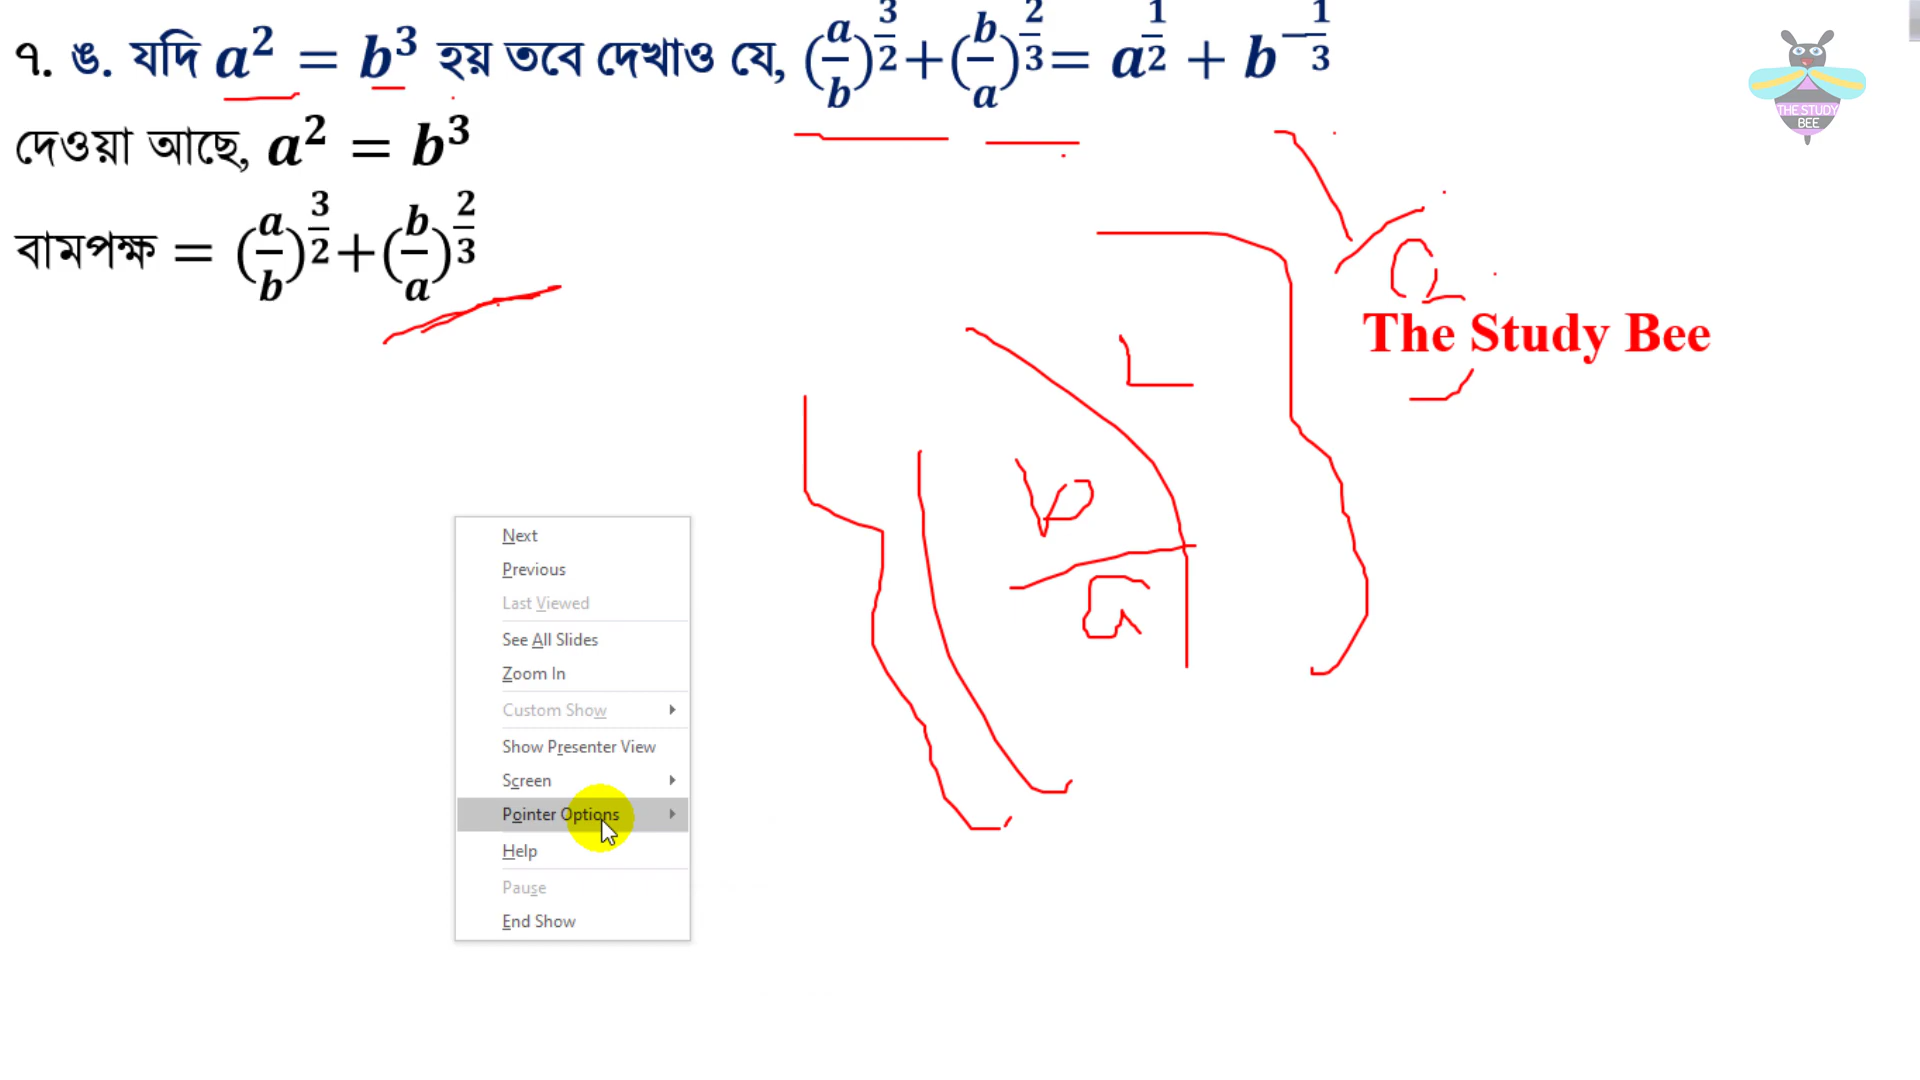 ৭. ঙ. যদি a² = b³ হয় তবে দেখাও যে, (a/b)^(3/2)+(b/a)^(2/3) = a^(1/2) + b^(-1/3)
দেওয়া আছে, a² = b³
বামপক্ষ = (a/b)^(3/2)+(b/a)^(2/3)
THE STUDY
BEE
The Study Bee
b
a
Next
Previous
Last Viewed
See All Slides
Zoom In
Custom Show
Show Presenter View
Screen
Pointer Options
Help
Pause
End Show